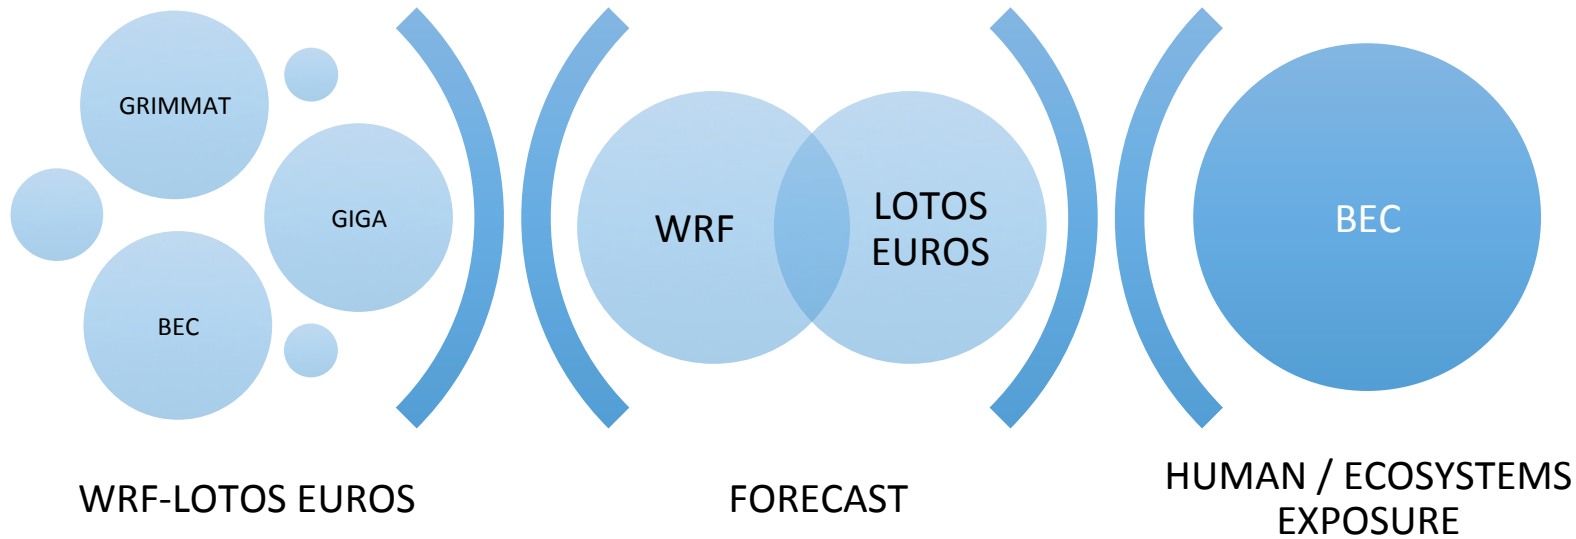 GRIMMAT
GIGA
BEC
WRF-LOTOS EUROS
WRF
LOTOS
EUROS
FORECAST
BEC
HUMAN / ECOSYSTEMS
EXPOSURE